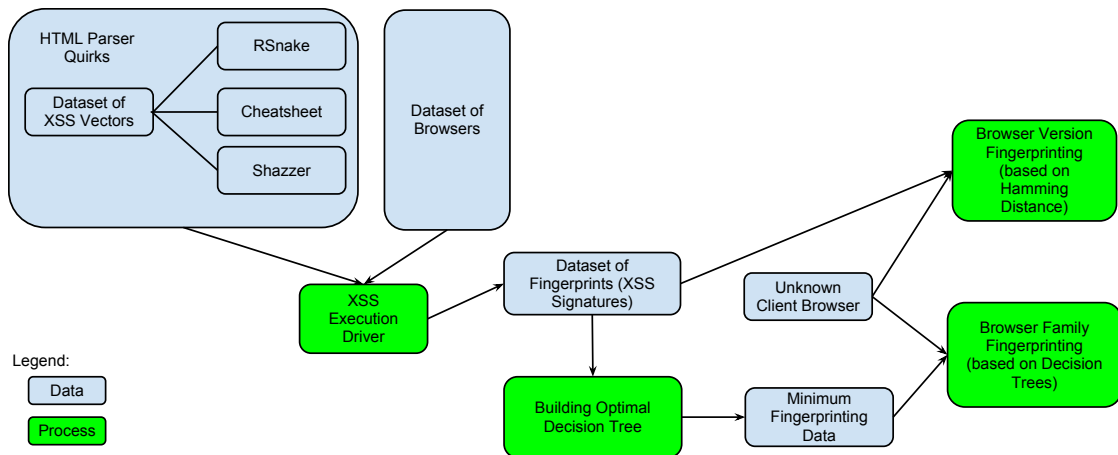 HTML Parser
Quirks
RSnake
Dataset of
XSS Vectors
Cheatsheet
Shazzer
Dataset of
Browsers
Browser Version
Fingerprinting
(based on
Hamming
Distance)
XSS
Execution
Driver
Dataset of
Fingerprints (XSS
Signatures)
Unknown
Client Browser
Browser Family
Fingerprinting
(based on Decision
Trees)
Legend:
Data
Process
Building Optimal
Decision Tree
Minimum
Fingerprinting
Data